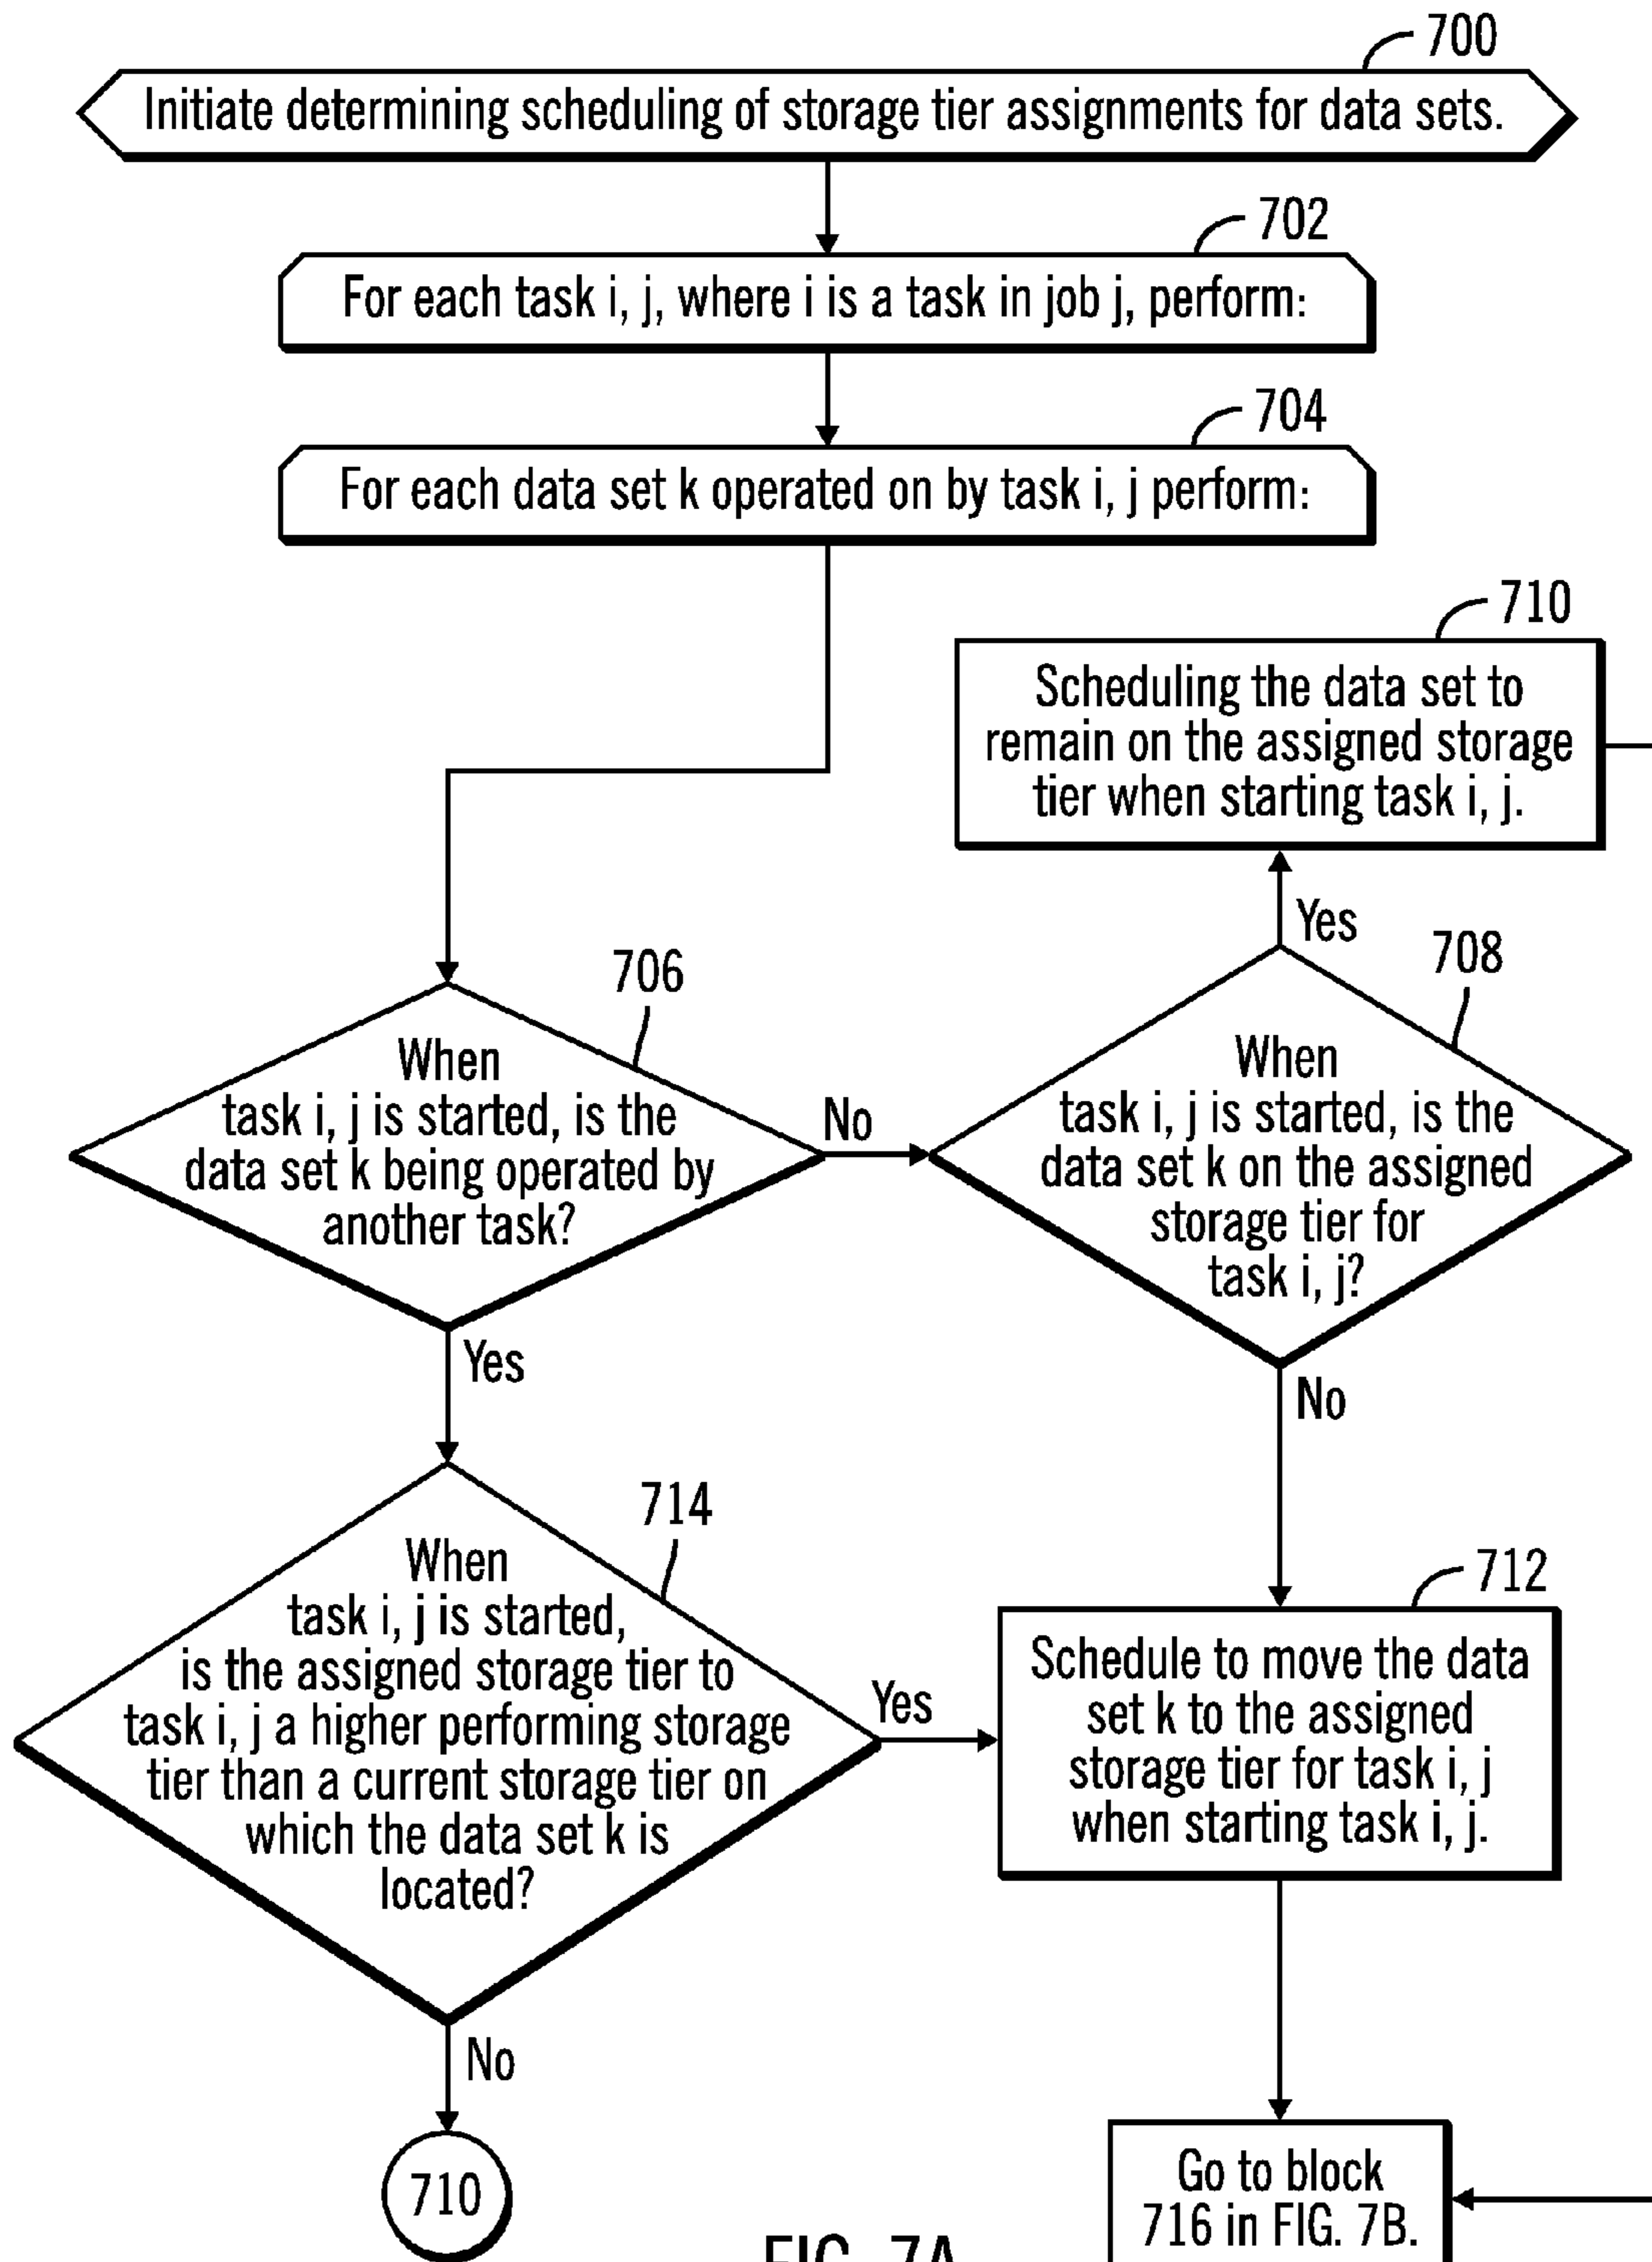 700
Initiate determining scheduling of storage tier assignments for data sets.
702
For each task i, j, where i is a task in job j, perform:
704
For each data set k operated on by task i, j perform:
710
Scheduling the data set to
remain on the assigned storage
tier when starting task i, j.
Yes
706
When
task i, j is started, is the
data set k being operated by
another task?
No
708
When
task i, j is started, is the
data set k on the assigned
storage tier for
task i, j?
Yes
No
714
When
task i, j is started,
is the assigned storage tier to
task i, j a higher performing storage
tier than a current storage tier on
which the data set k is
located?
Yes
712
Schedule to move the data
set k to the assigned
storage tier for task i, j
when starting task i, j.
No
710
Go to block
716 in FIG. 7B.
FIG. 7A